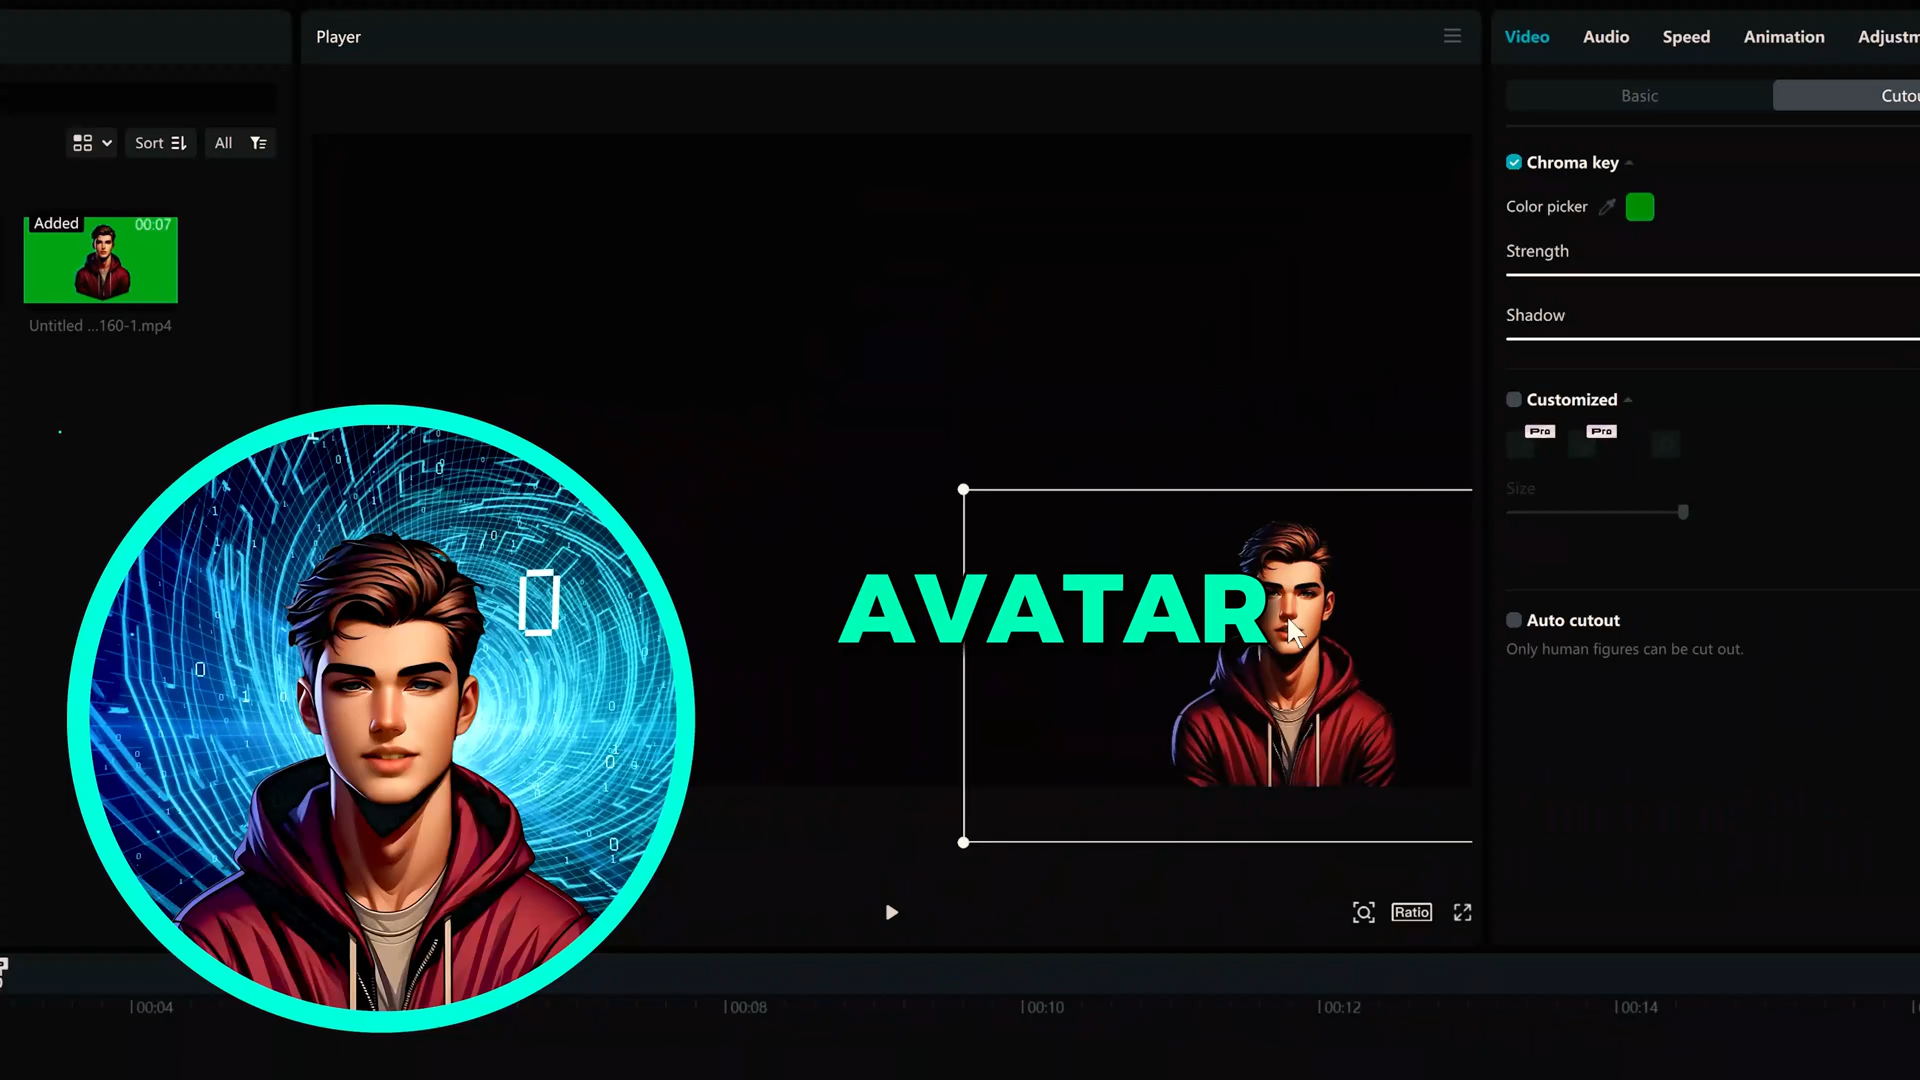 Player
Video Audio Speed Animation Adjustm
Basic Cutou
Sort All
Chroma key
Color picker
Added 00:07
Strength
Untitled ...160-1.mp4
Shadow
Customized
Pro Pro
Size
AVATAR
Auto cutout
Only human figures can be cut out.
Ratio
00:04 00:08 00:10 00:12 00:14